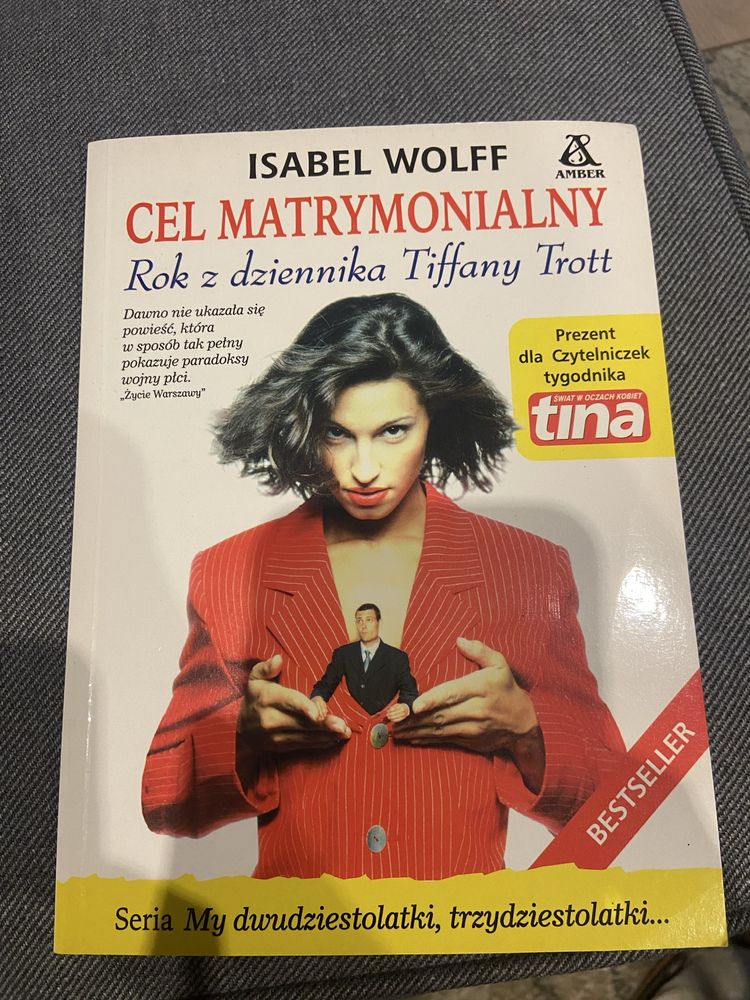 ISABEL WOLFF
AMBER
CEL MATRYMONIALNY
Rok z dziennika Tiffany Trott
Dawno nie ukazała się
powieść, która
w sposób tak pełny
pokazuje paradoksy
wojny płci.
„Życie Warszawy”
Prezent
dla Czytelniczek
tygodnika
ŚWIAT W OCZACH KOBIET
tina
BESTSELLER
Seria My dwudziestolatki, trzydziestolatki...